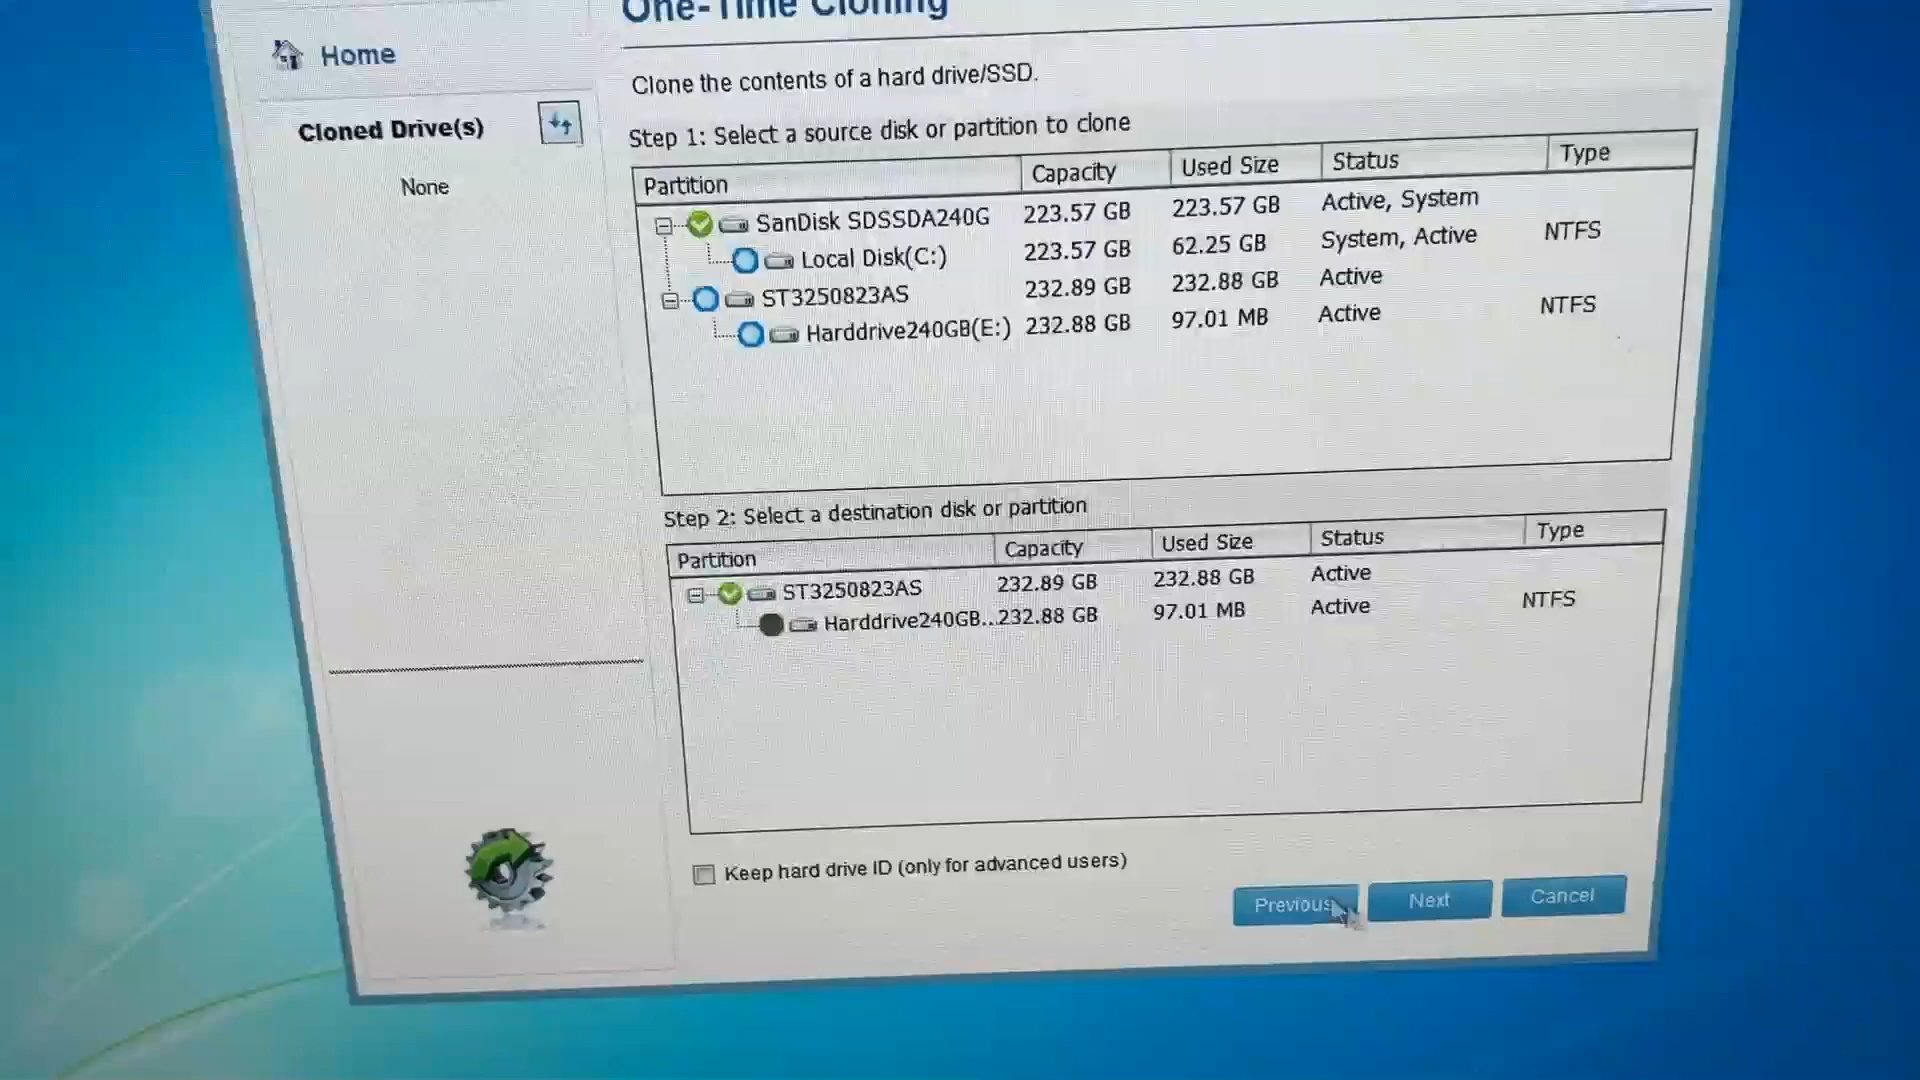 One-Time Cloning
Home
Clone the contents of a hard drive/SSD.
Cloned Drive(s)
None
Step 1: Select a source disk or partition to clone
Partition Capacity Used Size Status Type
SanDisk SDSSDA240G 223.57 GB 223.57 GB Active, System
Local Disk(C:) 223.57 GB 62.25 GB System, Active NTFS
ST3250823AS 232.89 GB 232.88 GB Active
Harddrive240GB(E:) 232.88 GB 97.01 MB Active NTFS
Step 2: Select a destination disk or partition
Partition Capacity Used Size Status Type
ST3250823AS 232.89 GB 232.88 GB Active
Harddrive240GB... 232.88 GB 97.01 MB Active NTFS
Keep hard drive ID (only for advanced users)
Previous Next Cancel